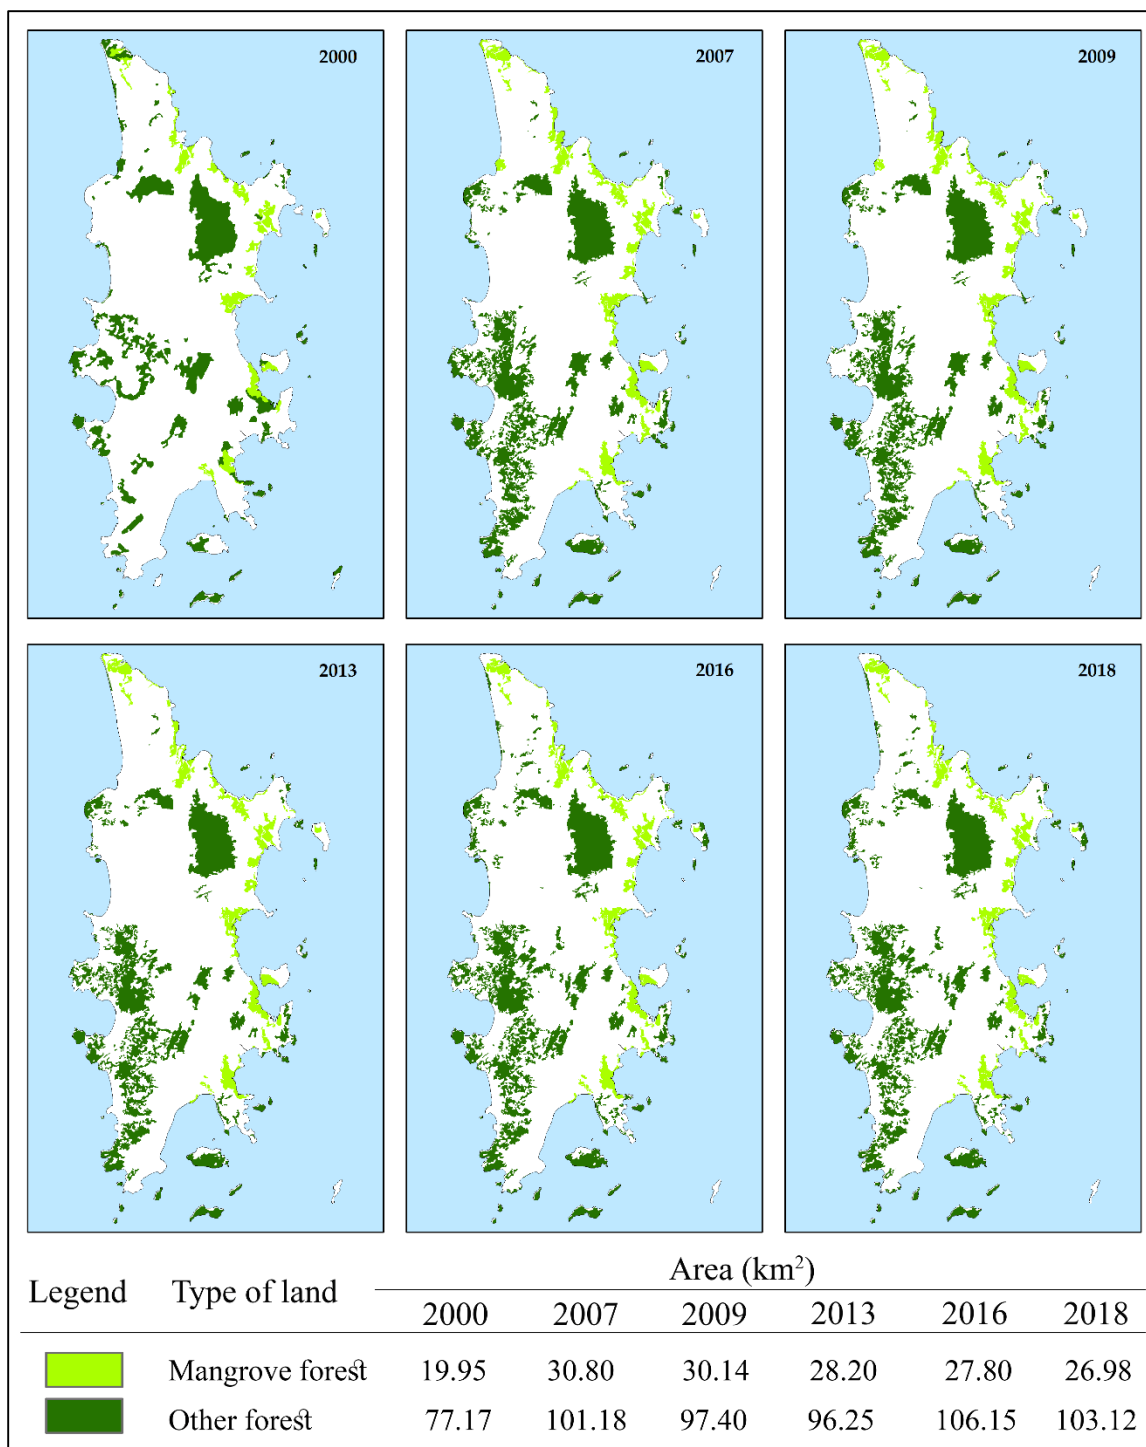 2000
2007
2009
2013
2016
2018
Legend Type of land Area (km²)
2000 2007 2009 2013 2016 2018
Mangrove forest 19.95 30.80 30.14 28.20 27.80 26.98
Other forest 77.17 101.18 97.40 96.25 106.15 103.12